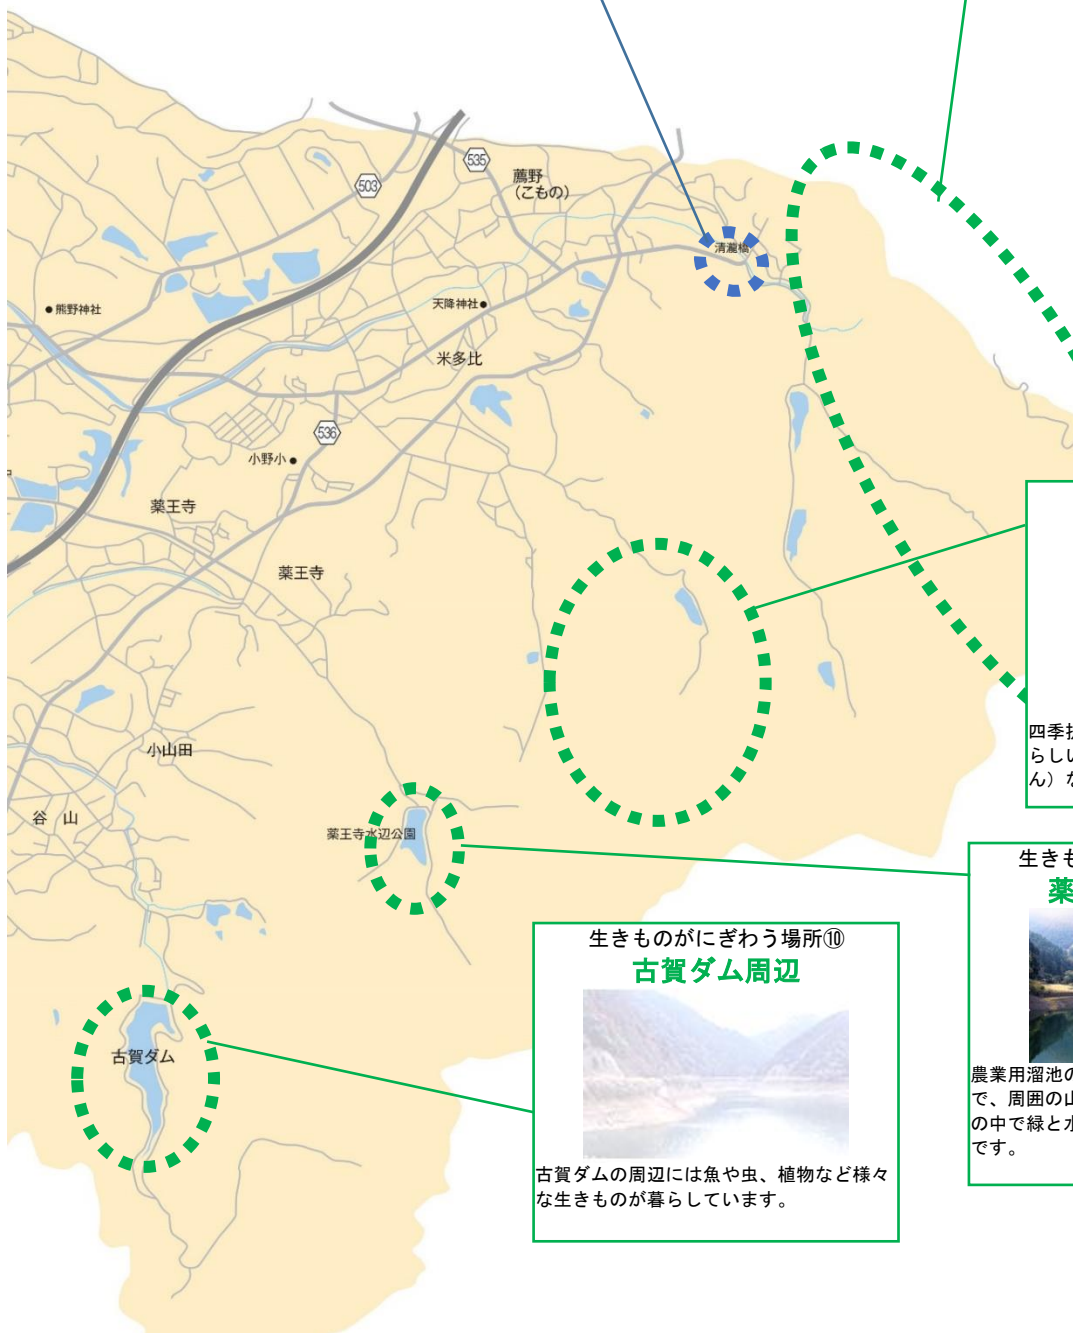 535
503
薦野
(こもの)
清瀧橋
熊野神社
天降神社
米多比
536
小野小
薬王寺
薬王寺
小山田
谷 山
薬王寺水辺公園
古賀ダム
四季折
らしい
ん）な
生きも
薬
農業用溜池の
で、周囲の山
の中で緑と水
です。
生きものがにぎわう場所⑩
古賀ダム周辺
古賀ダムの周辺には魚や虫、植物など様々
な生きものが暮らしています。